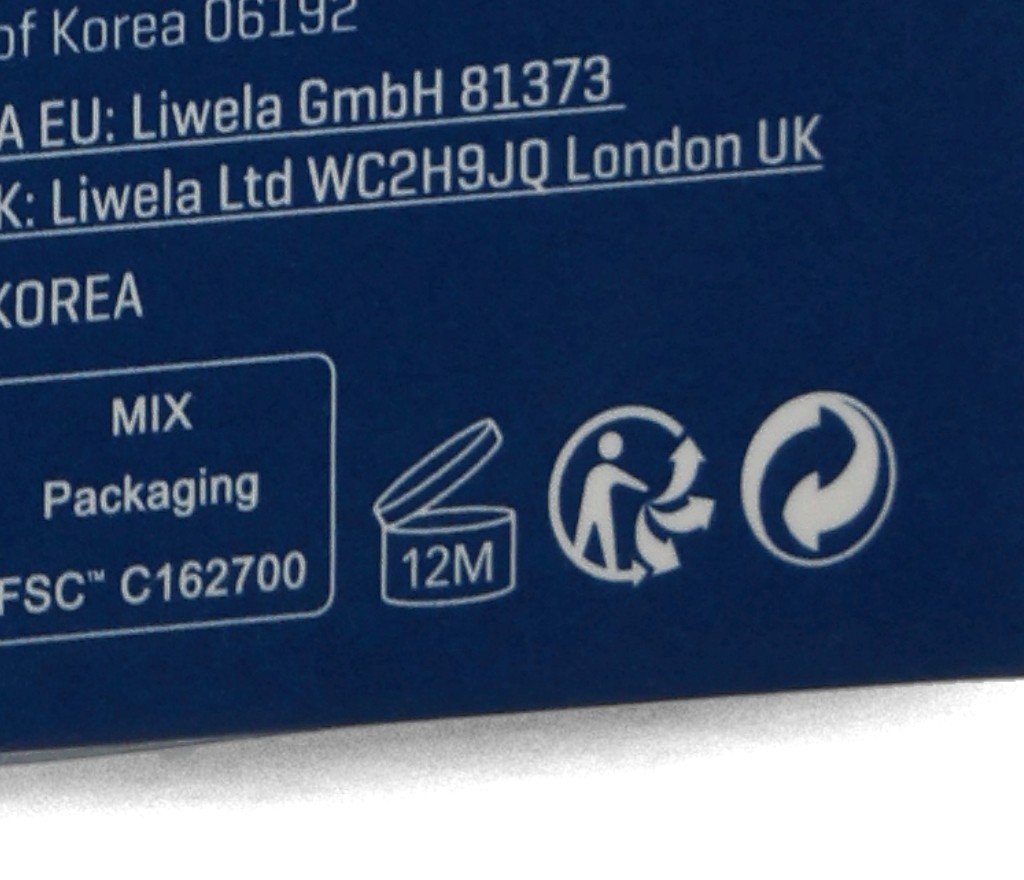 of Korea 06192
A EU: Liwela GmbH 81373
K: Liwela Ltd WC2H9JQ London UK
KOREA
MIX
Packaging
FSC™ C162700
12M